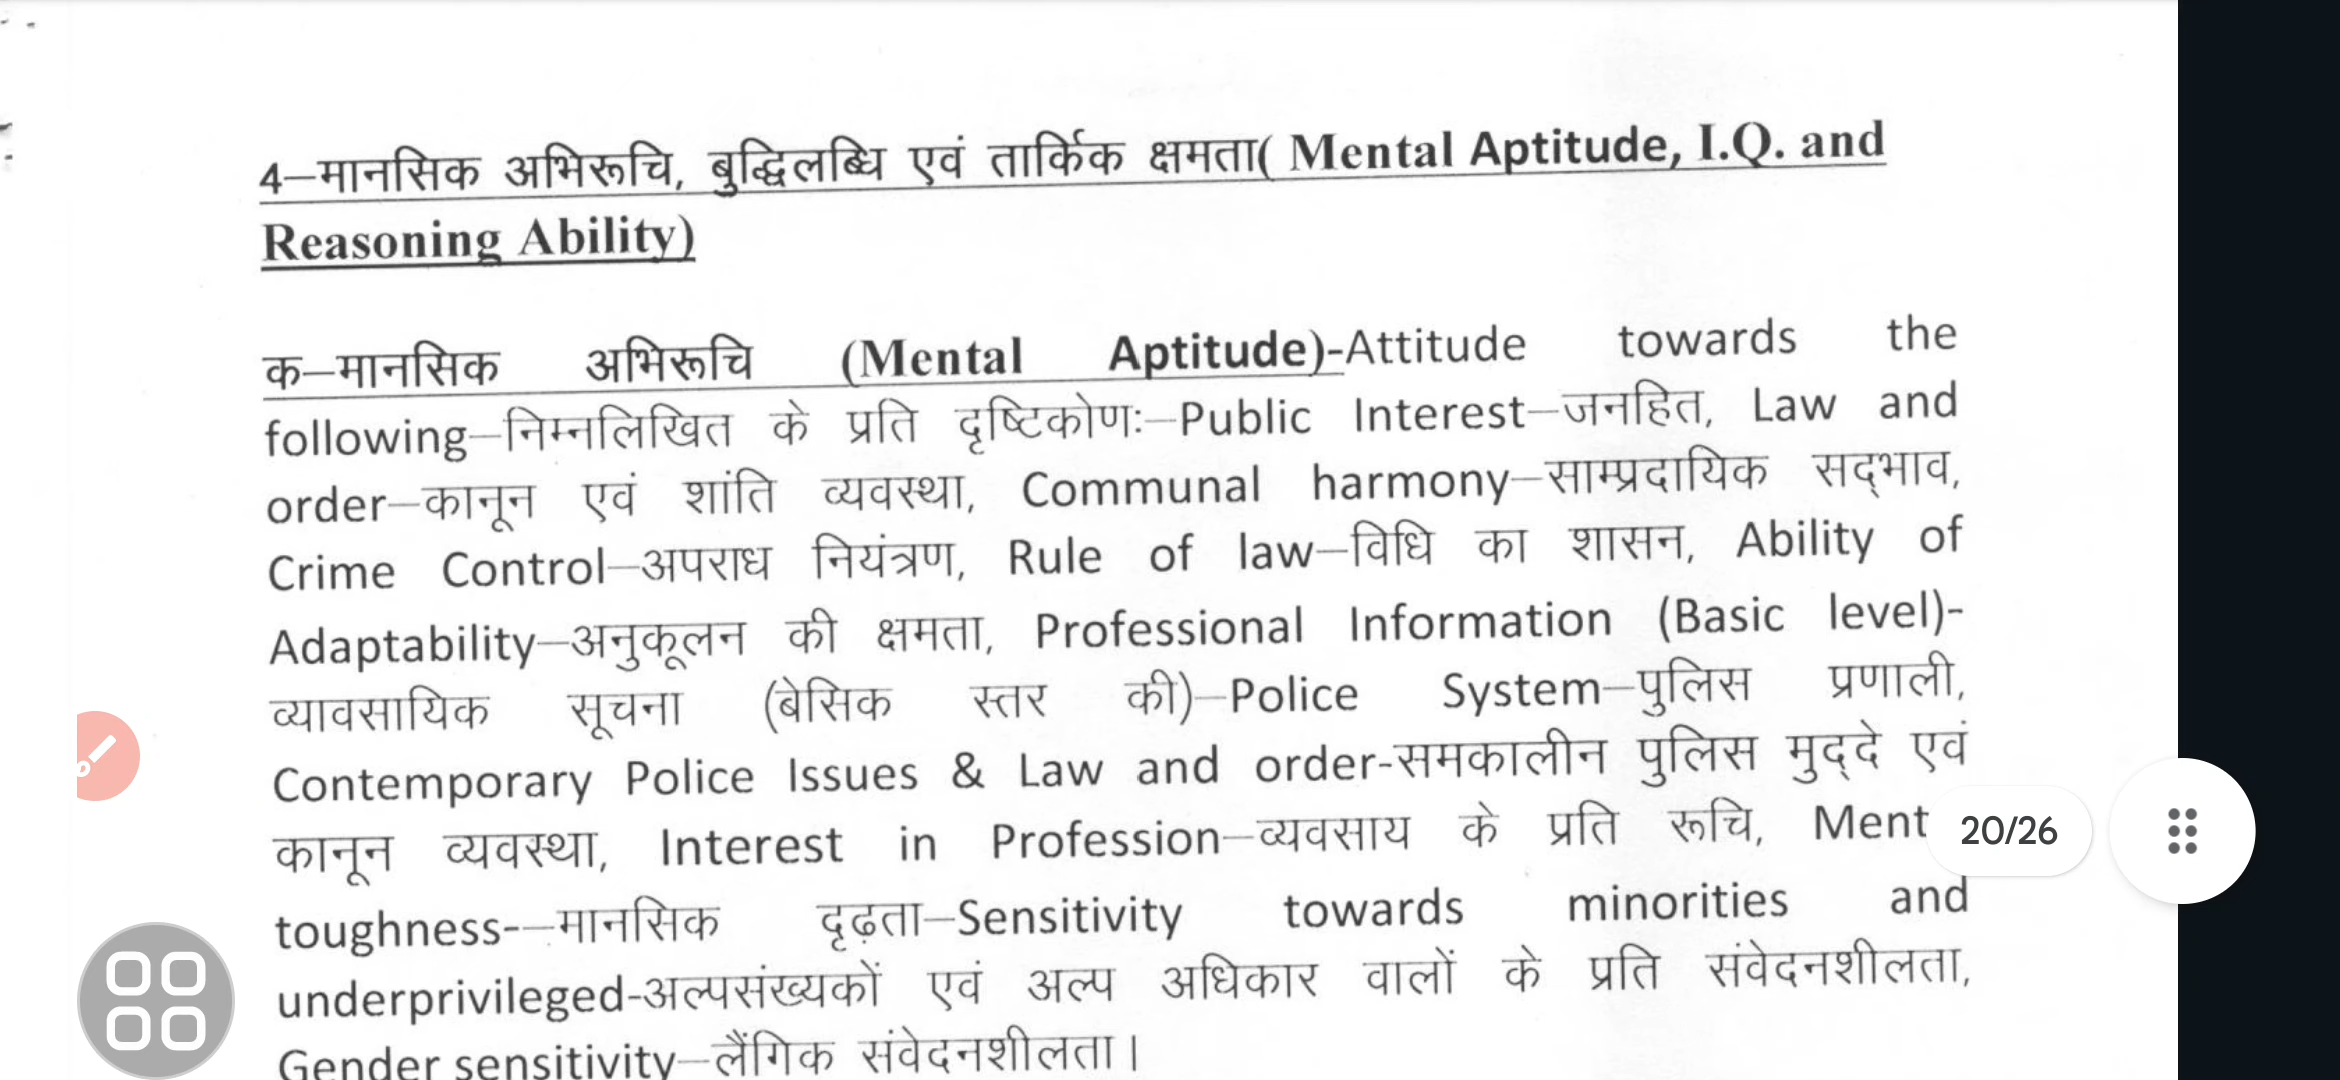 4–मानसिक अभिरूचि, बुद्धिलब्धि एवं तार्किक क्षमता( Mental Aptitude, I.Q. and
Reasoning Ability)
क–मानसिक अभिरूचि (Mental Aptitude)-Attitude towards the
following–निम्नलिखित के प्रति दृष्टिकोणः–Public Interest–जनहित, Law and
order–कानून एवं शांति व्यवस्था, Communal harmony–साम्प्रदायिक सद्भाव,
Crime Control–अपराध नियंत्रण, Rule of law–विधि का शासन, Ability of
Adaptability–अनुकूलन की क्षमता, Professional Information (Basic level)-
व्यावसायिक सूचना (बेसिक स्तर की)–Police System–पुलिस प्रणाली,
Contemporary Police Issues & Law and order-समकालीन पुलिस मुद्दे एवं
कानून व्यवस्था, Interest in Profession–व्यवसाय के प्रति रूचि, Ment
20/26
toughness-–मानसिक दृढ़ता–Sensitivity towards minorities and
underprivileged-अल्पसंख्यकों एवं अल्प अधिकार वालों के प्रति संवेदनशीलता,
Gender sensitivity–लैंगिक संवेदनशीलता।